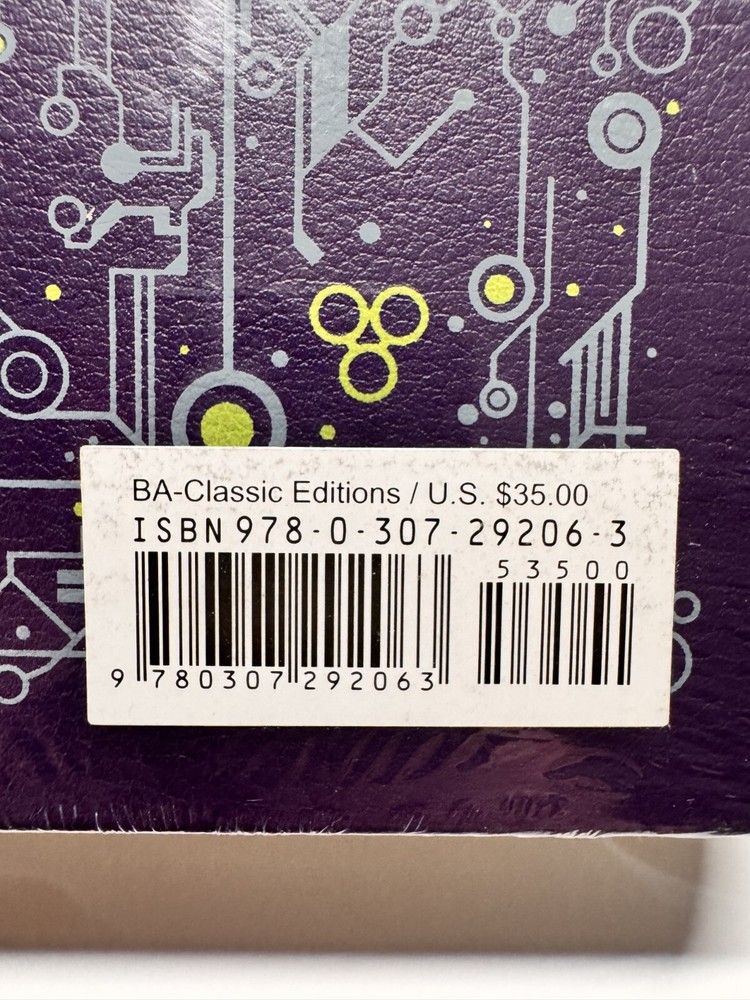 BA-Classic Editions / U.S. $35.00
ISBN 978-0-307-29206-3
53500
9 780307 292063